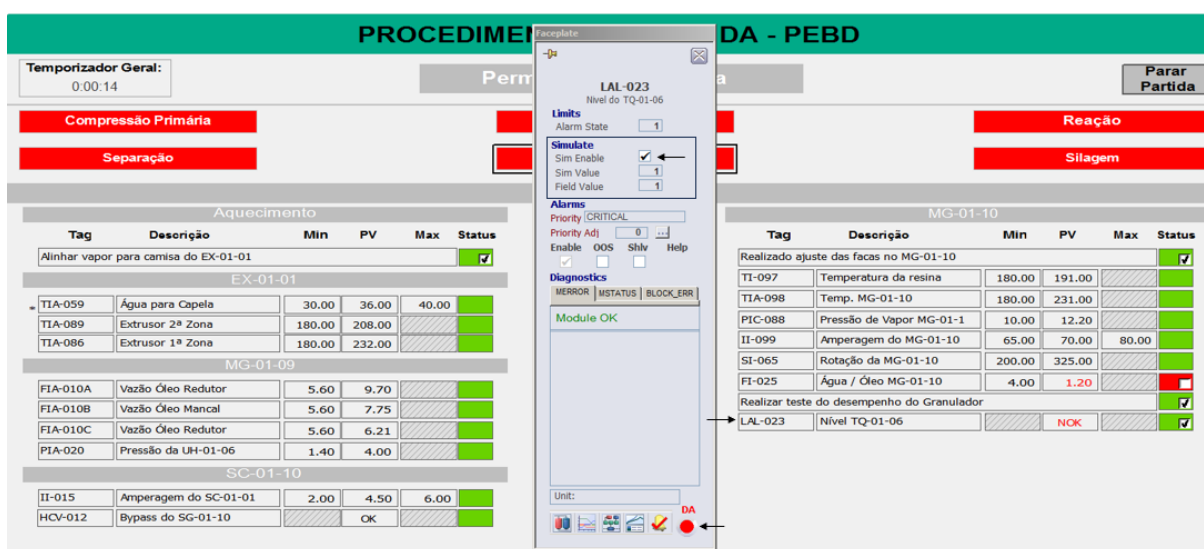 PROCEDIMEN DA - PEBD
Temporizador Geral:
0:00:14
Perm
a
Parar
Partida
Compressão Primária
Reação
Separação
Silagem
Aquecimento
Tag Descrição Min PV Max Status
Alinhar vapor para camisa do EX-01-01
EX-01-01
TIA-059 Água para Capela 30.00 36.00 40.00
TIA-089 Extrusor 2ª Zona 180.00 208.00
TIA-086 Extrusor 1ª Zona 180.00 232.00
MG-01-09
FIA-010A Vazão Óleo Redutor 5.60 9.70
FIA-010B Vazão Óleo Mancal 5.60 7.75
FIA-010C Vazão Óleo Redutor 5.60 6.21
PIA-020 Pressão da UH-01-06 1.40 4.00
SC-01-10
II-015 Amperagem do SC-01-01 2.00 4.50 6.00
HCV-012 Bypass do SG-01-10 OK
Faceplate
LAL-023
Nivel do TQ-01-06
Limits
Alarm State 1
Simulate
Sim Enable
Sim Value 1
Field Value 1
Alarms
Priority CRITICAL
Priority Adj 0 ...
Enable OOS Shlv Help
Diagnostics
MERROR MSTATUS BLOCK_ERR
Module OK
Unit:
DA
MG-01-10
Tag Descrição Min PV Max Status
Realizado ajuste das facas no MG-01-10
TI-097 Temperatura da resina 180.00 191.00
TIA-098 Temp. MG-01-10 180.00 231.00
PIC-088 Pressão de Vapor MG-01-1 10.00 12.20
II-099 Amperagem do MG-01-10 65.00 70.00 80.00
SI-065 Rotação da MG-01-10 200.00 325.00
FI-025 Água / Óleo MG-01-10 4.00 1.20
Realizar teste do desempenho do Granulador
LAL-023 Nível TQ-01-06 NOK